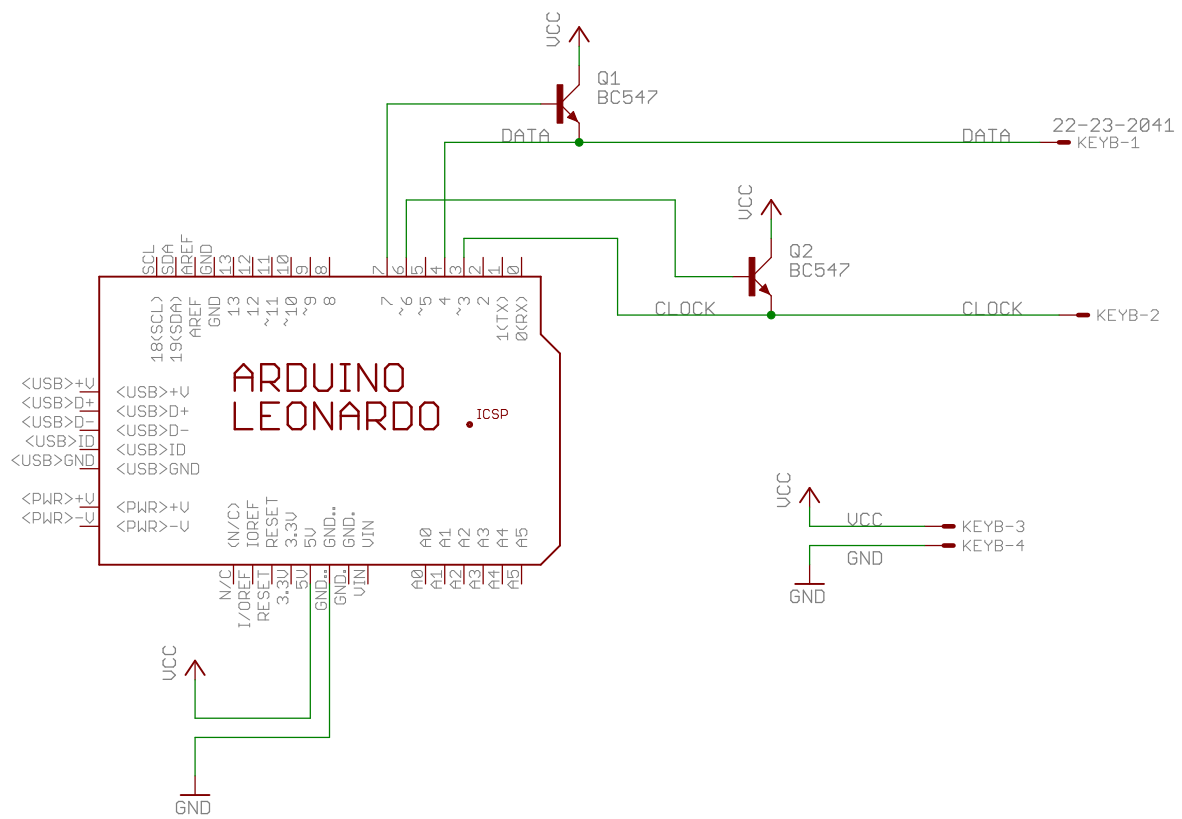 VCC
Q1
BC547
DATA
DATA
22-23-2041
KEYB-1
VCC
Q2
BC547
CLOCK
CLOCK
KEYB-2
SCL
SDA
AREF
GND
13
12
11
10
9
8
7
6
5
4
3
2
1
0
18(SCL)
19(SDA)
AREF
GND
13
12
~11
~10
~9
8
7
~6
~5
4
~3
2
1(TX)
0(RX)
ARDUINO
LEONARDO
ICSP
<USB>+V
<USB>D+
<USB>D-
<USB>ID
<USB>GND
<PWR>+V
<PWR>-V
<USB>+V
<USB>D+
<USB>D-
<USB>ID
<USB>GND
<PWR>+V
<PWR>-V
(N/C)
IOREF
RESET
3.3V
5V
GND..
GND.
VIN
A0
A1
A2
A3
A4
A5
N/C
I/OREF
RESET
3.3V
5V
GND..
GND.
VIN
A0
A1
A2
A3
A4
A5
VCC
VCC
KEYB-3
GND
KEYB-4
GND
VCC
GND